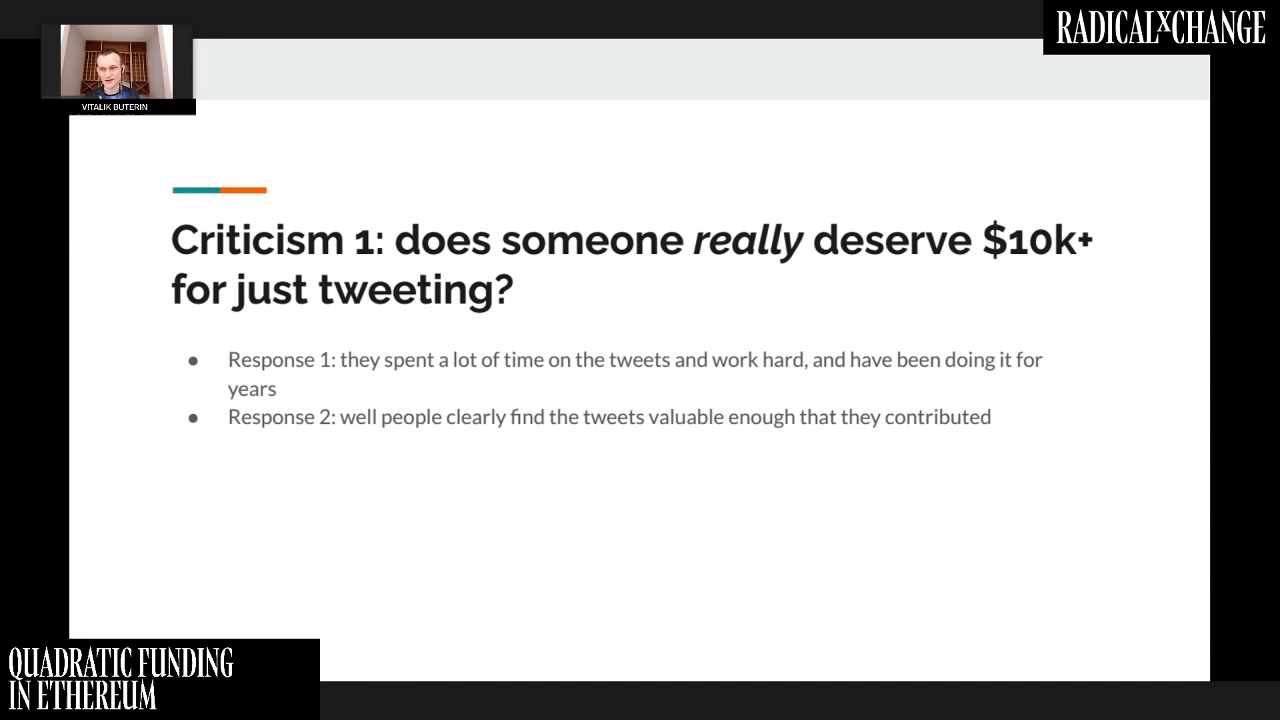 RADICALXCHANGE
VITALIK BUTERIN
Criticism 1: does someone really deserve $10k+
for just tweeting?
● Response 1: they spent a lot of time on the tweets and work hard, and have been doing it for
years
● Response 2: well people clearly find the tweets valuable enough that they contributed
QUADRATIC FUNDING
IN ETHEREUM